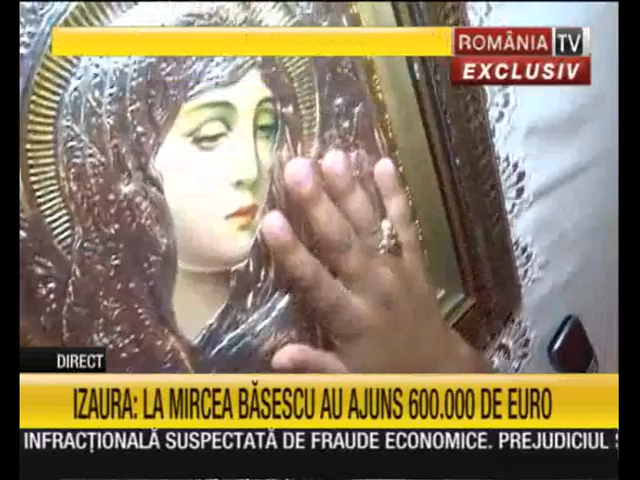 ROMÂNIA TV
EXCLUSIV
DIRECT
IZAURA: LA MIRCEA BĂSESCU AU AJUNS 600.000 DE EURO
INFRACȚIONALĂ SUSPECTATĂ DE FRAUDE ECONOMICE. PREJUDICIUL